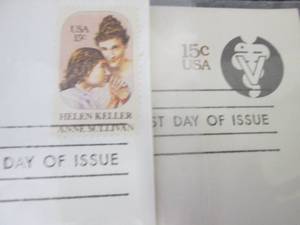 USA
15c
HELEN KELLER
ANNE SULLIVAN
DAY OF ISSUE
15c
USA
V
ST DAY OF ISSUE